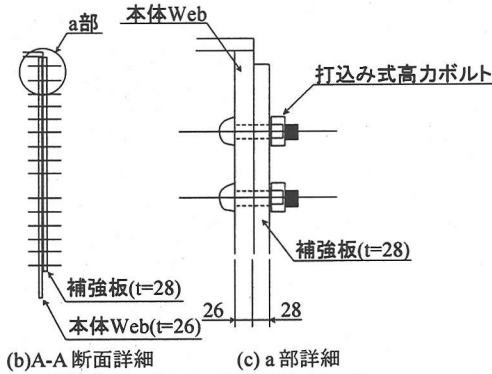 a部
本体Web
打込み式高力ボルト
補強板(t=28)
補強板(t=28)
本体Web(t=26)
26
28
(b)A-A 断面詳細
(c) a 部詳細